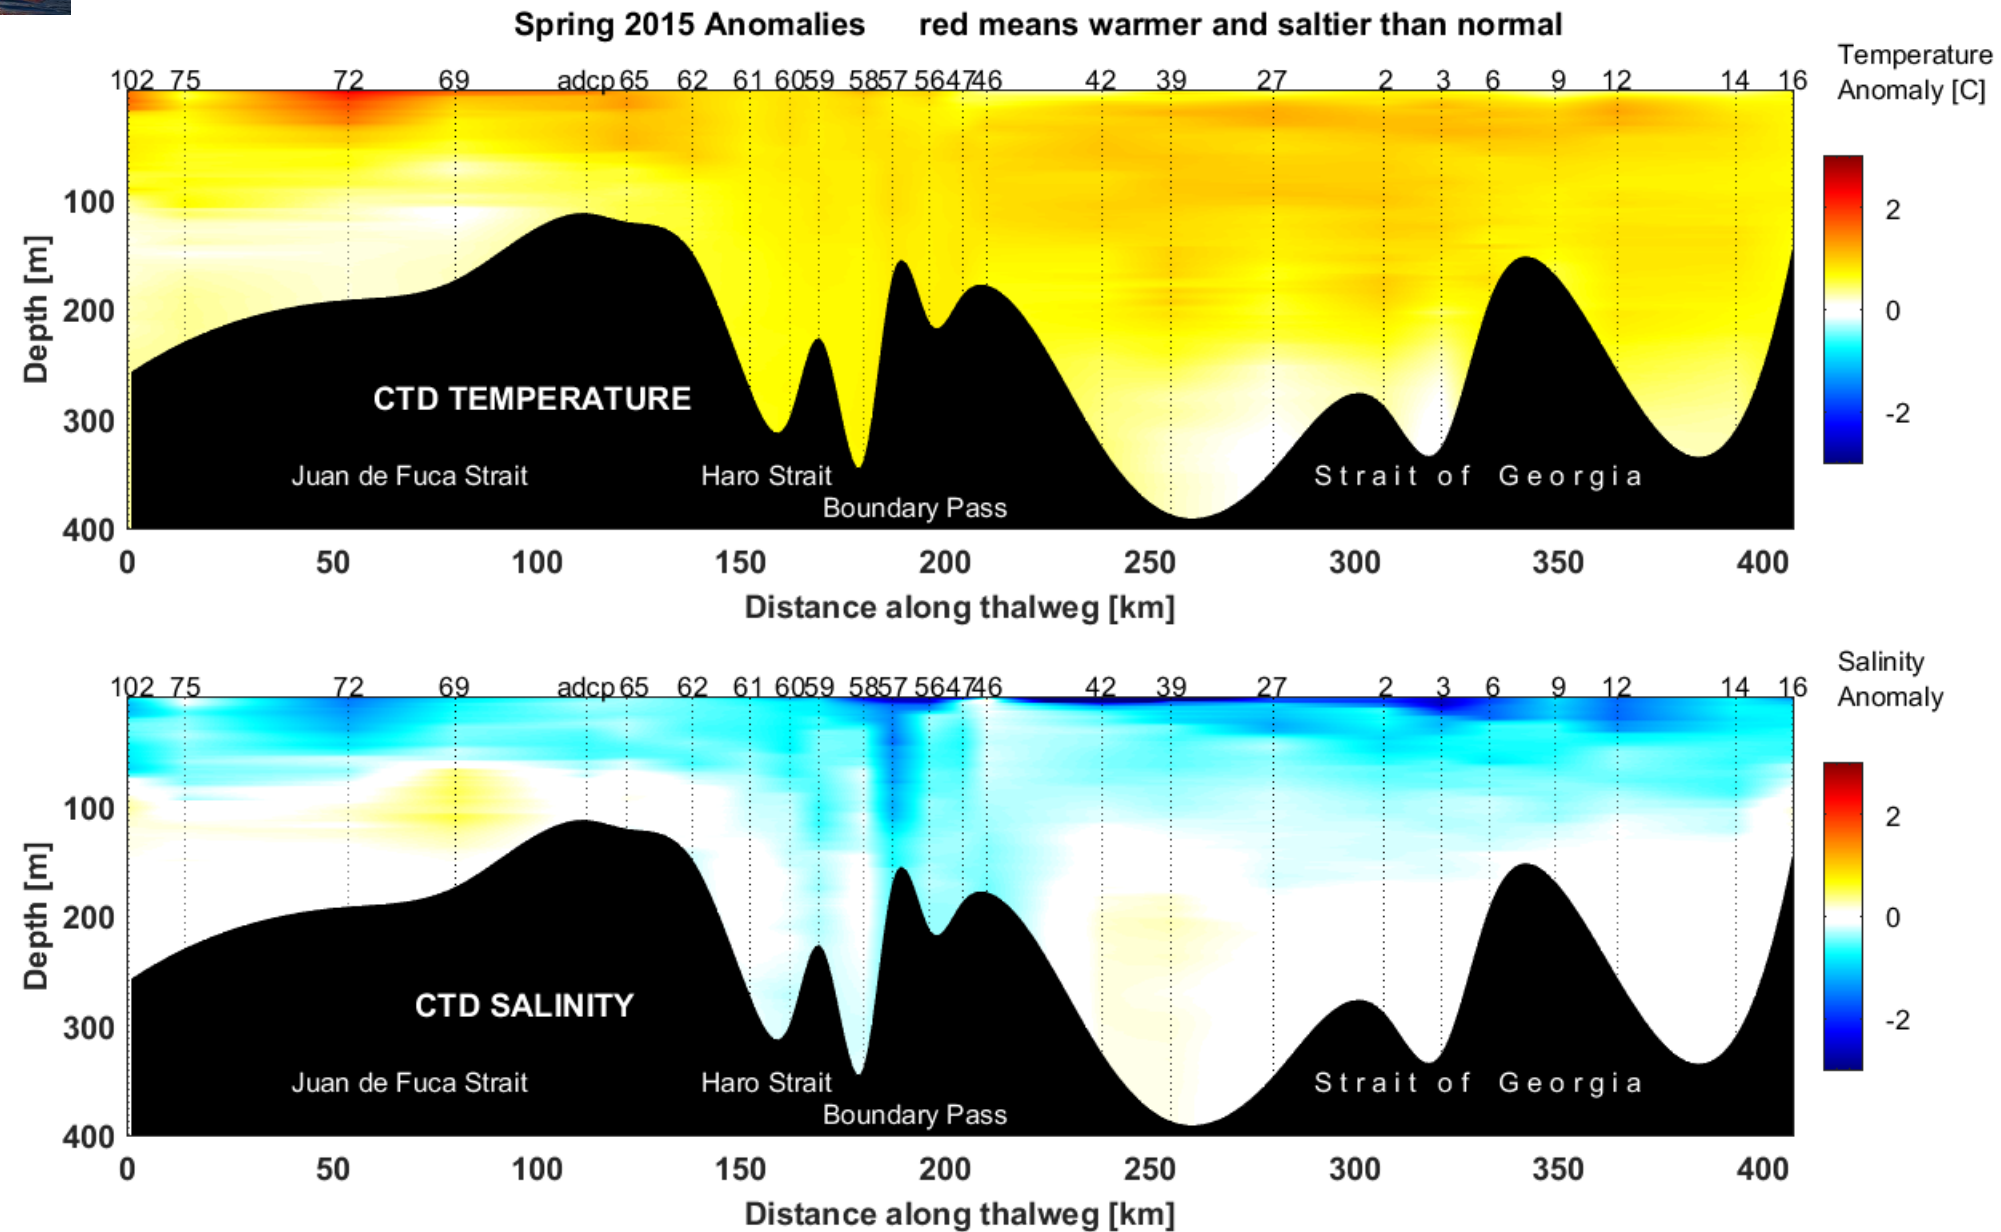 Spring 2015 Anomalies red means warmer and saltier than normal
Temperature
Anomaly [C]
102 75 72 69 adcp 65 62 61 60 59 58 57 56 47 46 42 39 27 2 3 6 9 12 14 16
2
0
-2
Depth [m]
100
200
300
400
CTD TEMPERATURE
Juan de Fuca Strait
Haro Strait
Boundary Pass
Strait of Georgia
0 50 100 150 200 250 300 350 400
Distance along thalweg [km]
Salinity
Anomaly
102 75 72 69 adcp 65 62 61 60 59 58 57 56 47 46 42 39 27 2 3 6 9 12 14 16
2
0
-2
Depth [m]
100
200
300
400
CTD SALINITY
Juan de Fuca Strait
Haro Strait
Boundary Pass
Strait of Georgia
0 50 100 150 200 250 300 350 400
Distance along thalweg [km]